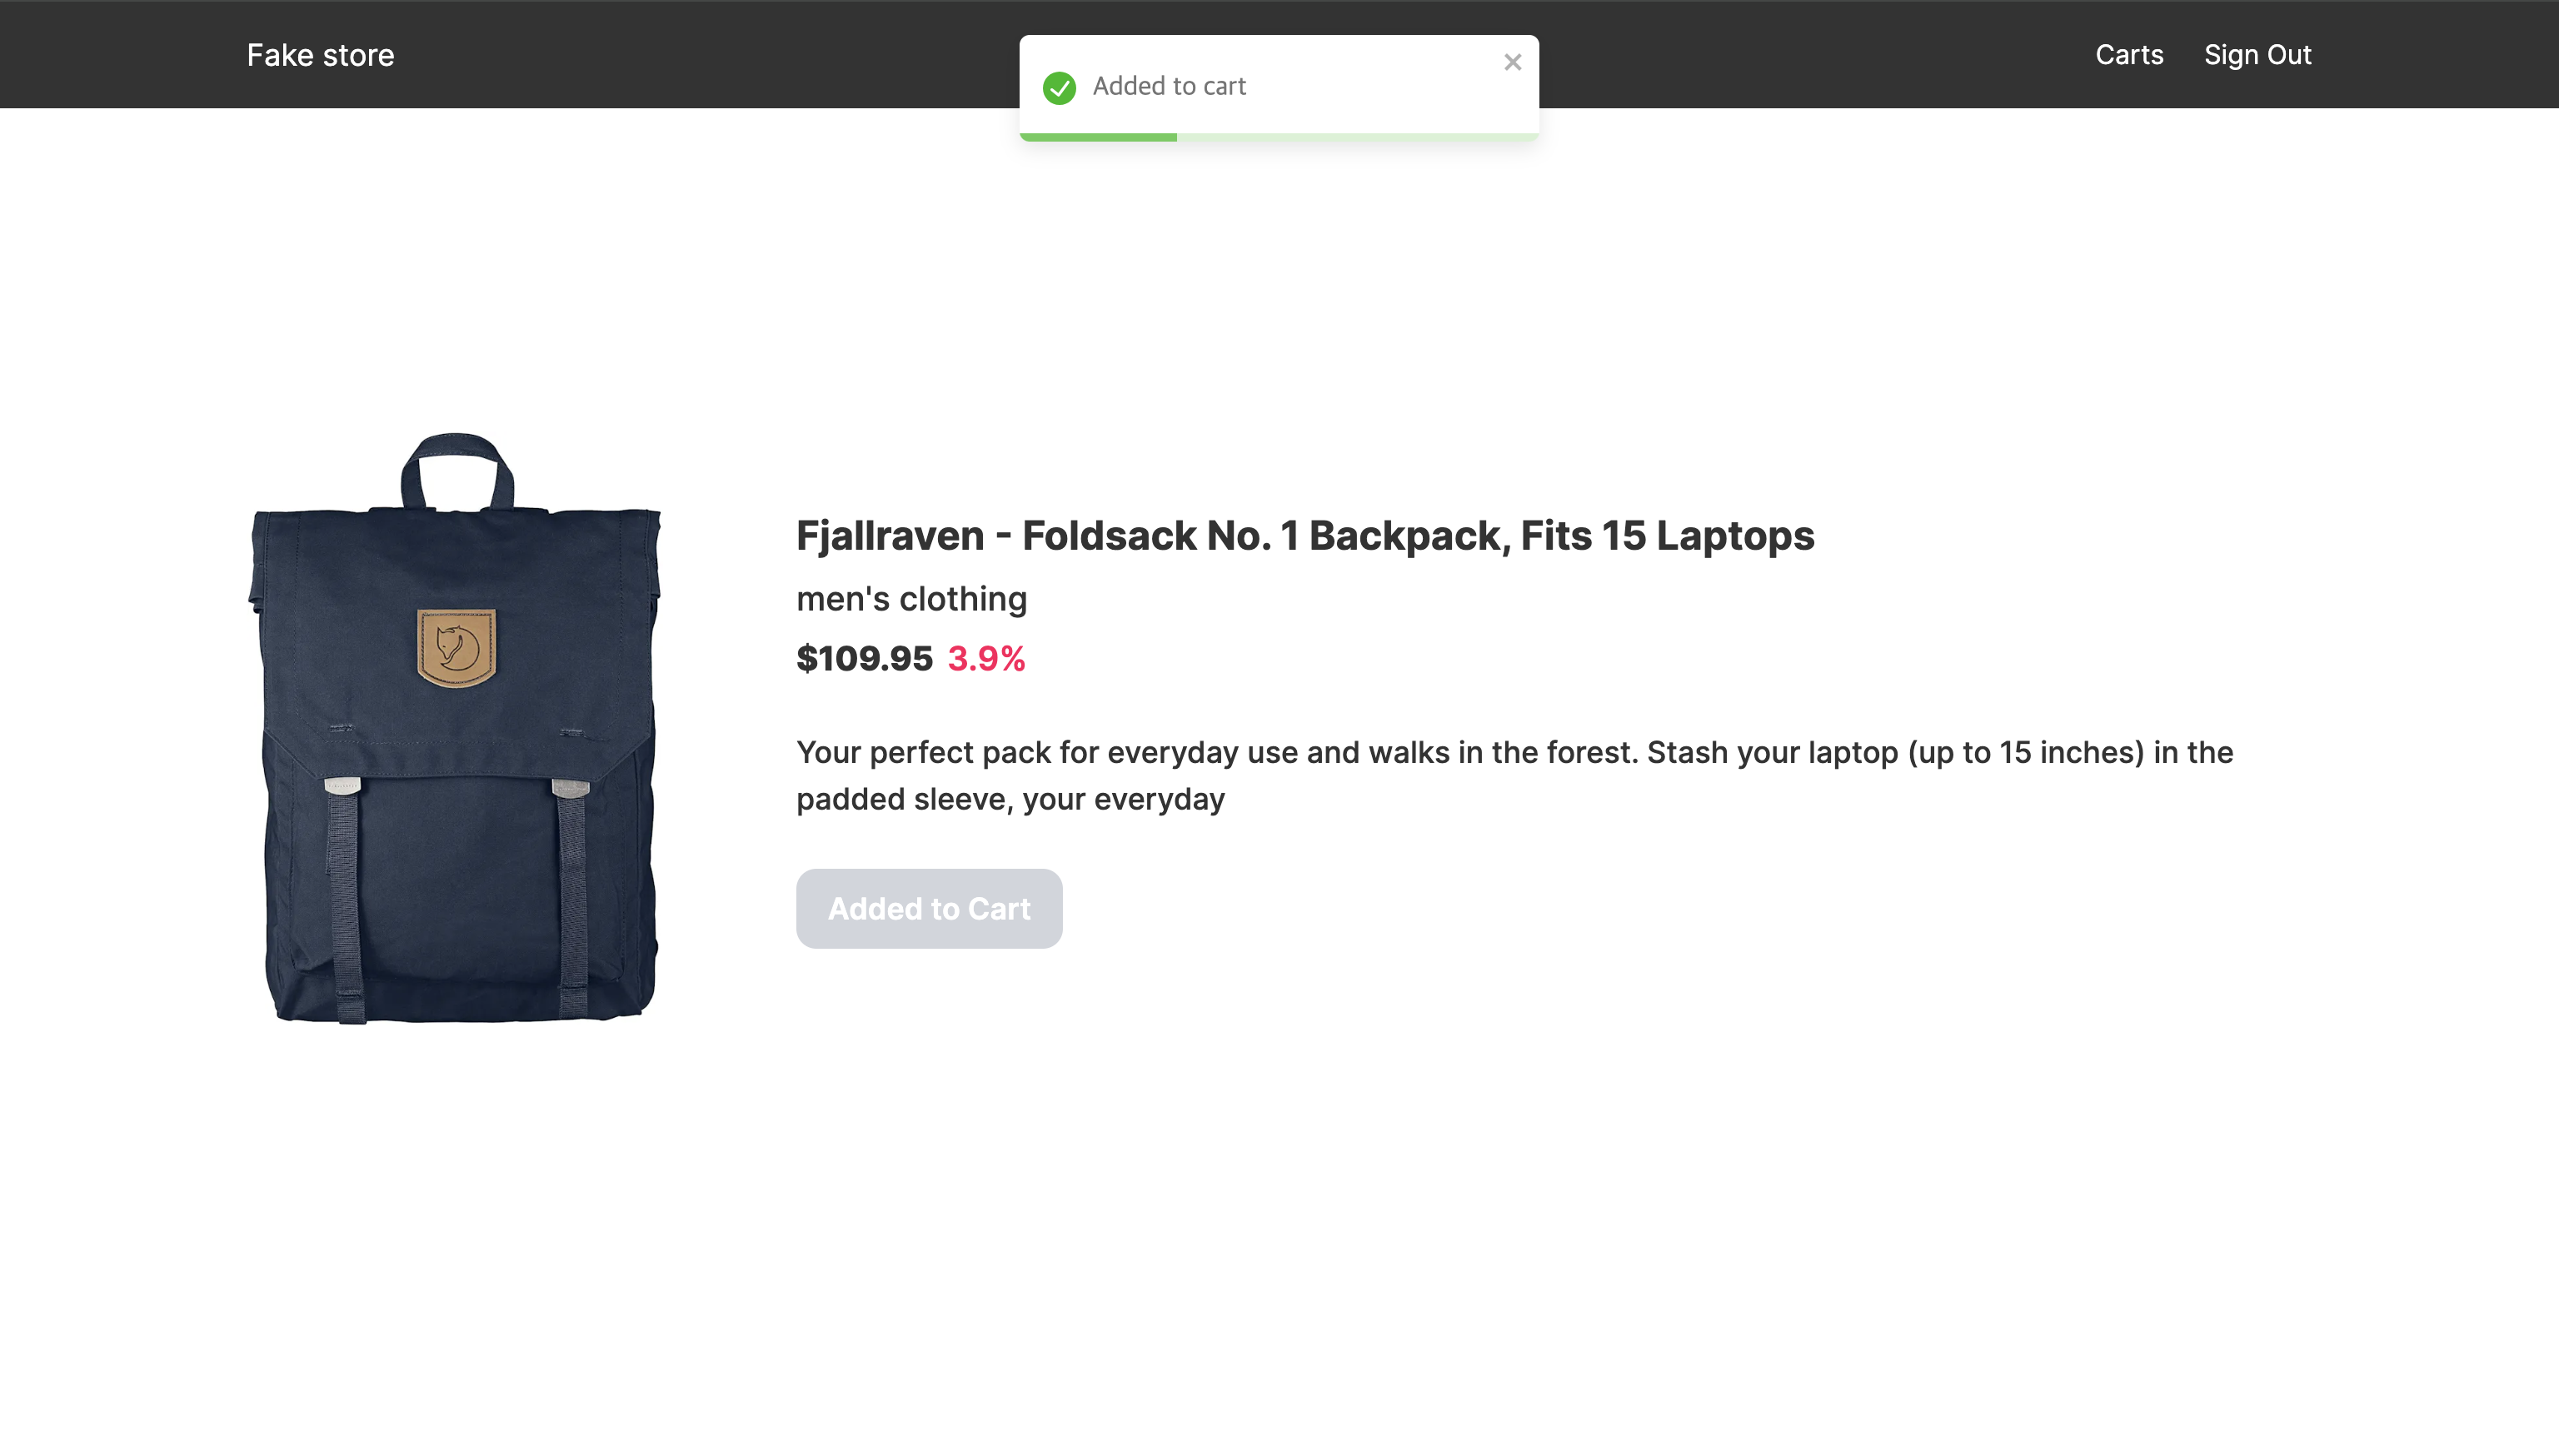 Fake store
Added to cart
Carts
Sign Out
Fjallraven - Foldsack No. 1 Backpack, Fits 15 Laptops
men's clothing
$109.95 3.9%
Your perfect pack for everyday use and walks in the forest. Stash your laptop (up to 15 inches) in the
padded sleeve, your everyday
Added to Cart